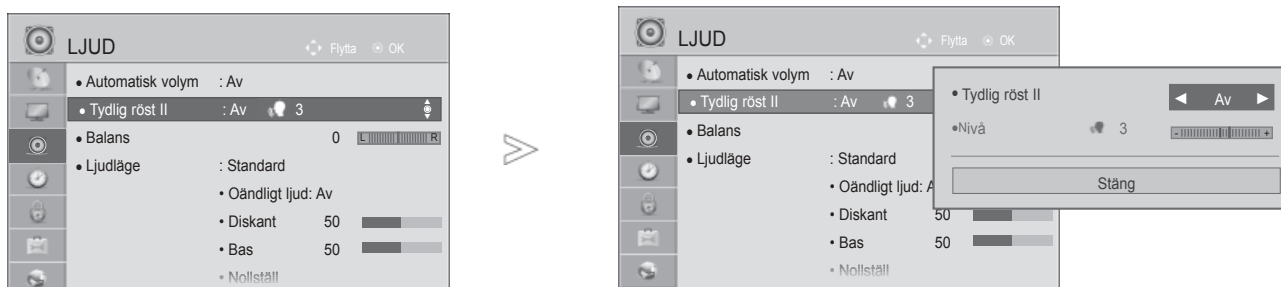 LJUD
Flytta OK
• Automatisk volym : Av
• Tydlig röst II : Av 3
• Balans 0 L R
• Ljudläge : Standard
• Oändligt ljud: Av
• Diskant 50
• Bas 50
• Nollställ
LJUD
Flytta OK
• Automatisk volym : Av
• Tydlig röst II : Av 3
• Balans
• Ljudläge : Standard
• Oändligt ljud: A
• Diskant 50
• Bas 50
• Nollställ
• Tydlig röst II ◄ Av ►
•Nivå 3 - +
Stäng